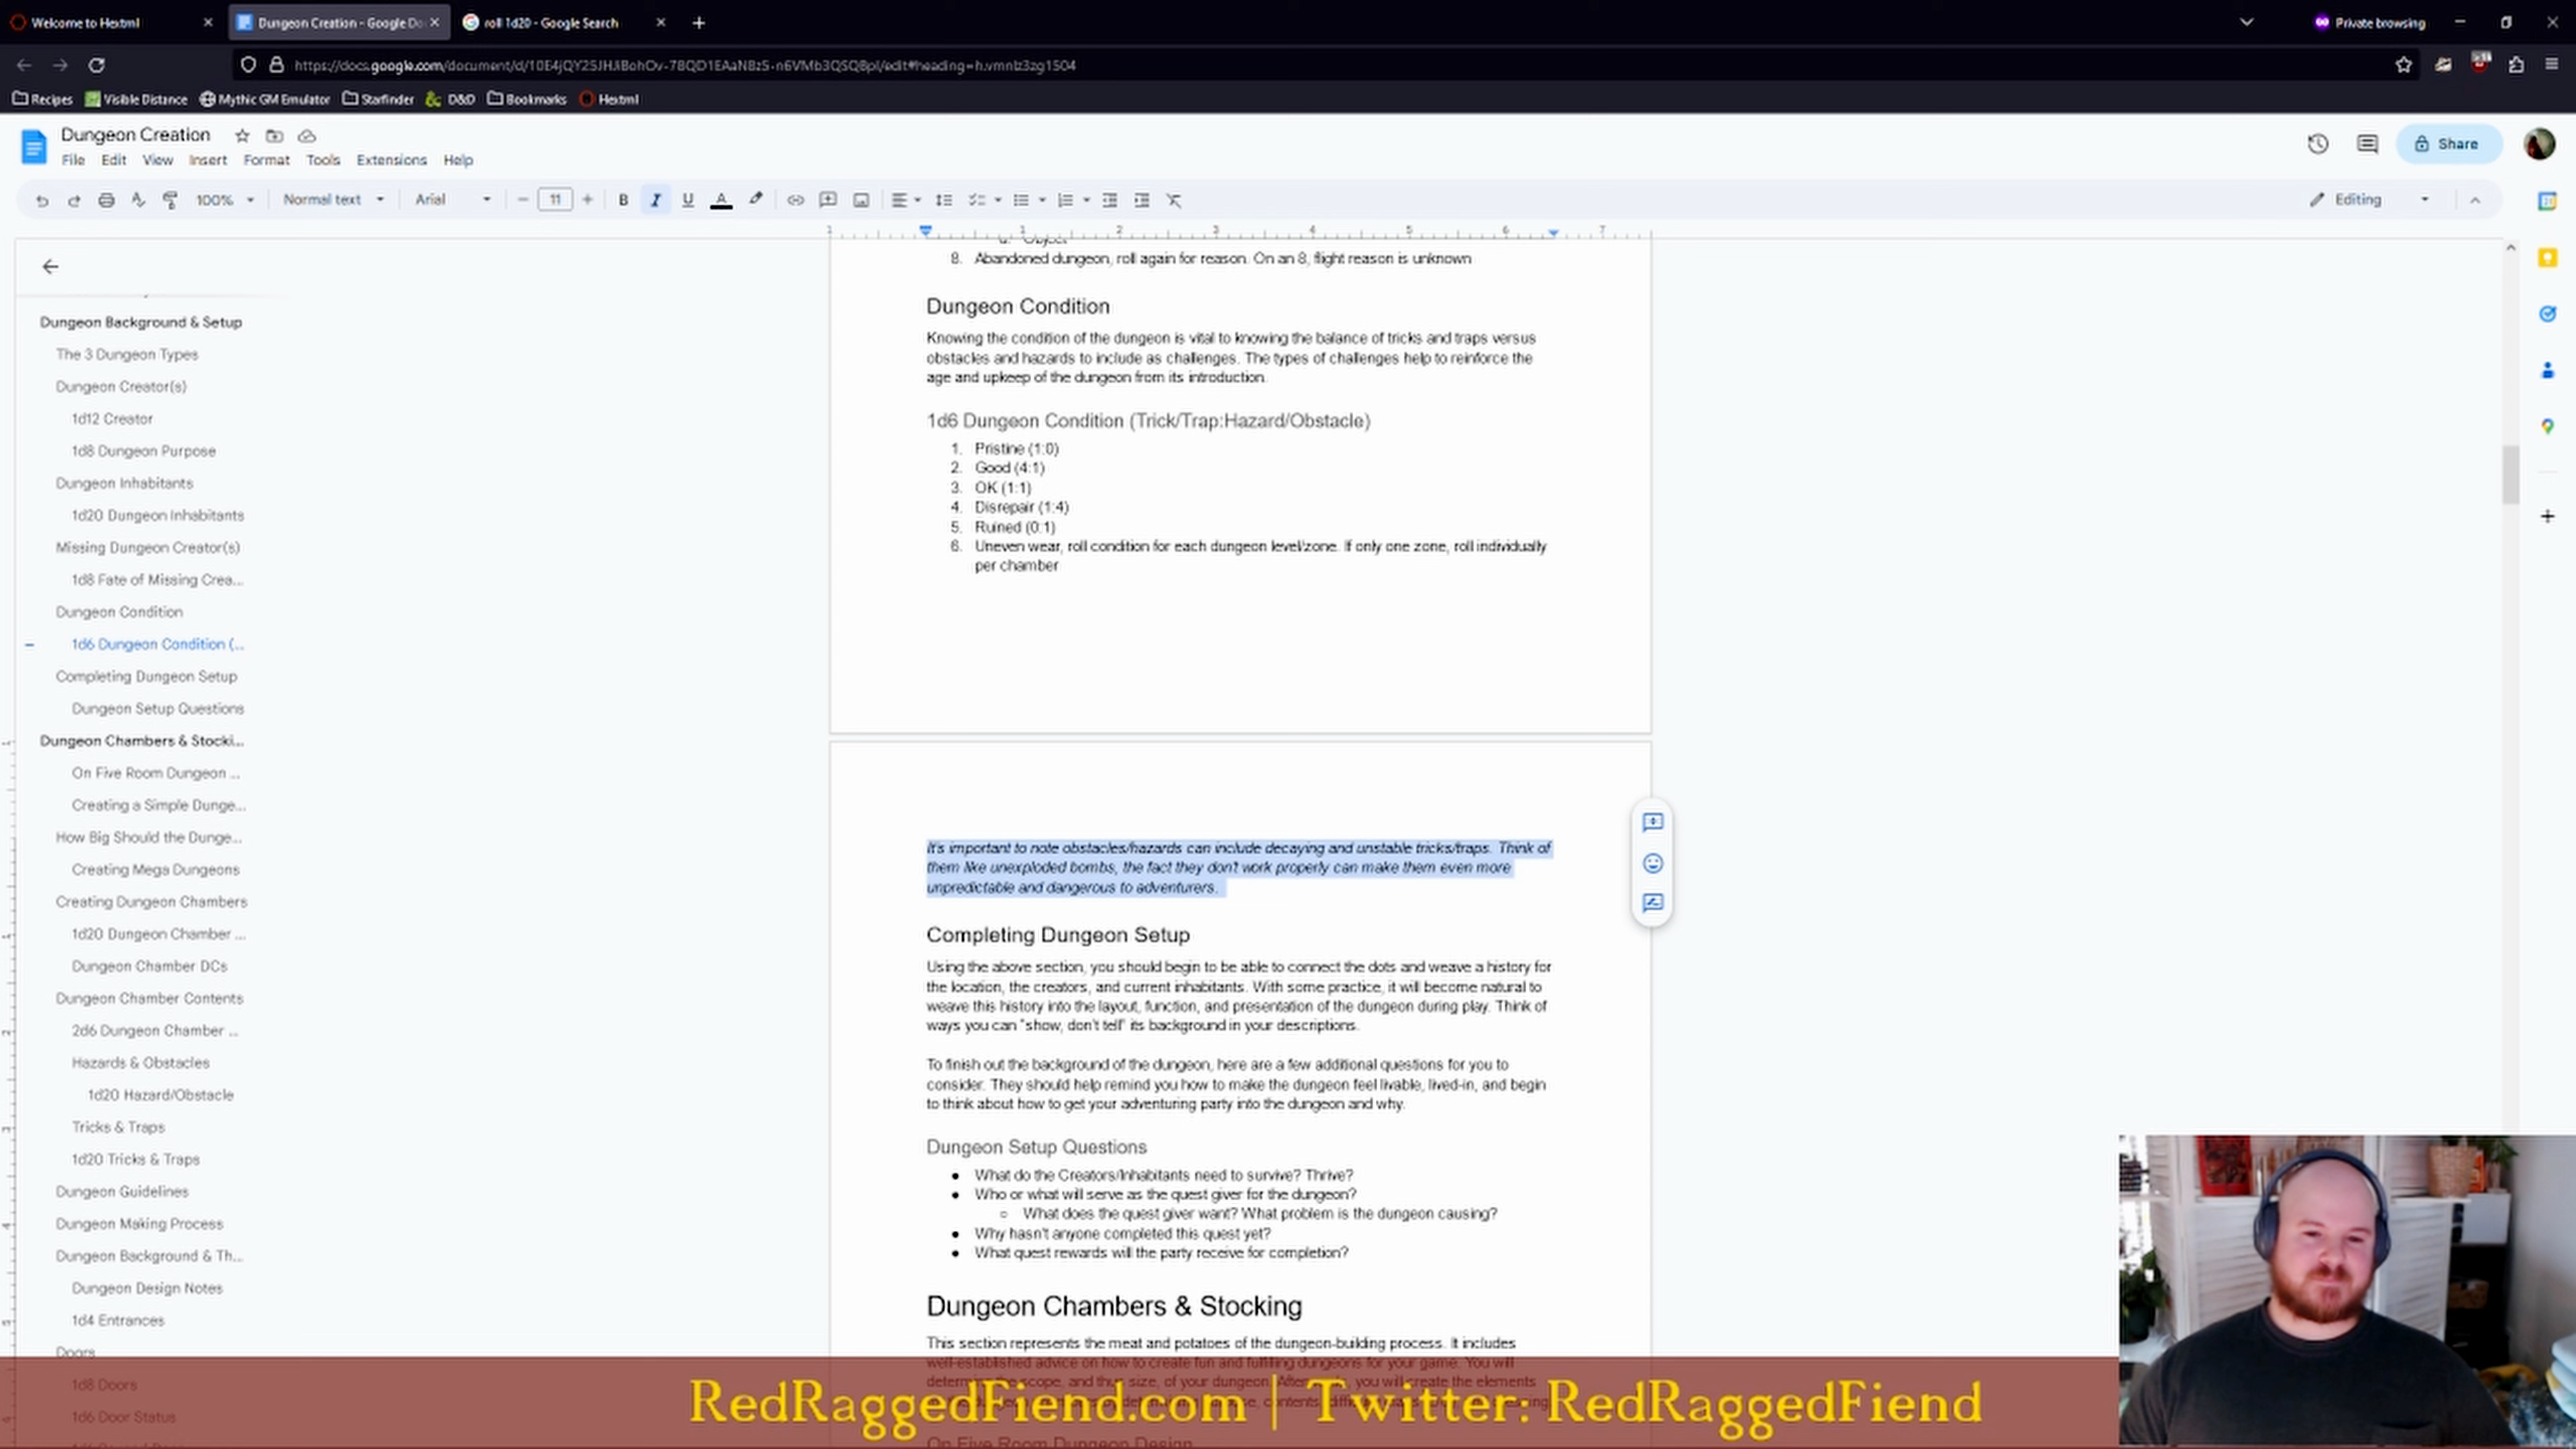 Welcome to Hextml
Dungeon Creation - Google Do
roll 1d20 - Google Search
Private browsing
Recipes
Visible Distance
Mythic GM Emulator
Starfinder
D&D
Bookmarks
Hextml
Dungeon Creation
File Edit View Insert Format Tools Extensions Help
Share
100%
Normal text
Arial
11
Editing
Dungeon Background & Setup
The 3 Dungeon Types
Dungeon Creator(s)
1d12 Creator
1d8 Dungeon Purpose
Dungeon Inhabitants
1d20 Dungeon Inhabitants
Missing Dungeon Creator(s)
1d8 Fate of Missing Crea...
Dungeon Condition
1d6 Dungeon Condition (...
Completing Dungeon Setup
Dungeon Setup Questions
Dungeon Chambers & Stocki...
On Five Room Dungeon ...
Creating a Simple Dunge...
How Big Should the Dunge...
Creating Mega Dungeons
Creating Dungeon Chambers
1d20 Dungeon Chamber ...
Dungeon Chamber DCs
Dungeon Chamber Contents
2d6 Dungeon Chamber ...
Hazards & Obstacles
1d20 Hazard/Obstacle
Tricks & Traps
1d20 Tricks & Traps
Dungeon Guidelines
Dungeon Making Process
Dungeon Background & Th...
Dungeon Design Notes
1d4 Entrances
Doors
1d8 Doors
1d6 Door Status
a. Object
8. Abandoned dungeon, roll again for reason. On an 8, flight reason is unknown
Dungeon Condition
Knowing the condition of the dungeon is vital to knowing the balance of tricks and traps versus
obstacles and hazards to include as challenges. The types of challenges help to reinforce the
age and upkeep of the dungeon from its introduction.
1d6 Dungeon Condition (Trick/Trap:Hazard/Obstacle)
1. Pristine (1:0)
2. Good (4:1)
3. OK (1:1)
4. Disrepair (1:4)
5. Ruined (0:1)
6. Uneven wear, roll condition for each dungeon level/zone. If only one zone, roll individually
per chamber
It's important to note obstacles/hazards can include decaying and unstable tricks/traps. Think of
them like unexploded bombs, the fact they don't work properly can make them even more
unpredictable and dangerous to adventurers.
Completing Dungeon Setup
Using the above section, you should begin to be able to connect the dots and weave a history for
the location, the creators, and current inhabitants. With some practice, it will become natural to
weave this history into the layout, function, and presentation of the dungeon during play. Think of
ways you can "show, don't tell" its background in your descriptions.
To finish out the background of the dungeon, here are a few additional questions for you to
consider. They should help remind you how to make the dungeon feel livable, lived-in, and begin
to think about how to get your adventuring party into the dungeon and why.
Dungeon Setup Questions
● What do the Creators/Inhabitants need to survive? Thrive?
● Who or what will serve as the quest giver for the dungeon?
○ What does the quest giver want? What problem is the dungeon causing?
● Why hasn't anyone completed this quest yet?
● What quest rewards will the party receive for completion?
Dungeon Chambers & Stocking
This section represents the meat and potatoes of the dungeon-building process. It includes
well-established advice on how to create fun and fulfilling dungeons for your game. You will
On Five Room Dungeon Design
RedRaggedFiend.com | Twitter: RedRaggedFiend